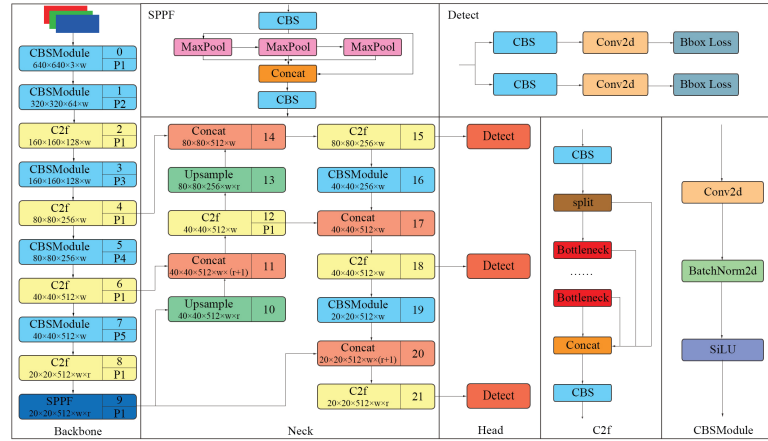 CBSModule 0
640×640×3×w P1
CBSModule 1
320×320×64×w P2
C2f 2
160×160×128×w P1
CBSModule 3
160×160×128×w P3
C2f 4
80×80×256×w P1
CBSModule 5
80×80×256×w P4
C2f 6
40×40×512×w P1
CBSModule 7
40×40×512×w P5
C2f 8
20×20×512×w×r P1
SPPF 9
20×20×512×w×r P1
Backbone
SPPF
CBS
MaxPool MaxPool MaxPool
Concat
CBS
Detect
CBS Conv2d Bbox Loss
CBS Conv2d Bbox Loss
Concat 14
80×80×512×w
Upsample 13
80×80×256×w×r
C2f 12
40×40×512×w P1
Concat 11
40×40×512×w×(r+1)
Upsample 10
40×40×512×w×r
C2f 15
80×80×256×w
CBSModule 16
40×40×256×w
Concat 17
40×40×512×w
C2f 18
40×40×512×w
CBSModule 19
20×20×512×w
Concat 20
20×20×512×w×(r+1)
C2f 21
20×20×512×w×r
Neck
Detect
Detect
Detect
Head
CBS
split
Bottleneck
......
Bottleneck
Concat
CBS
C2f
Conv2d
BatchNorm2d
SiLU
CBSModule